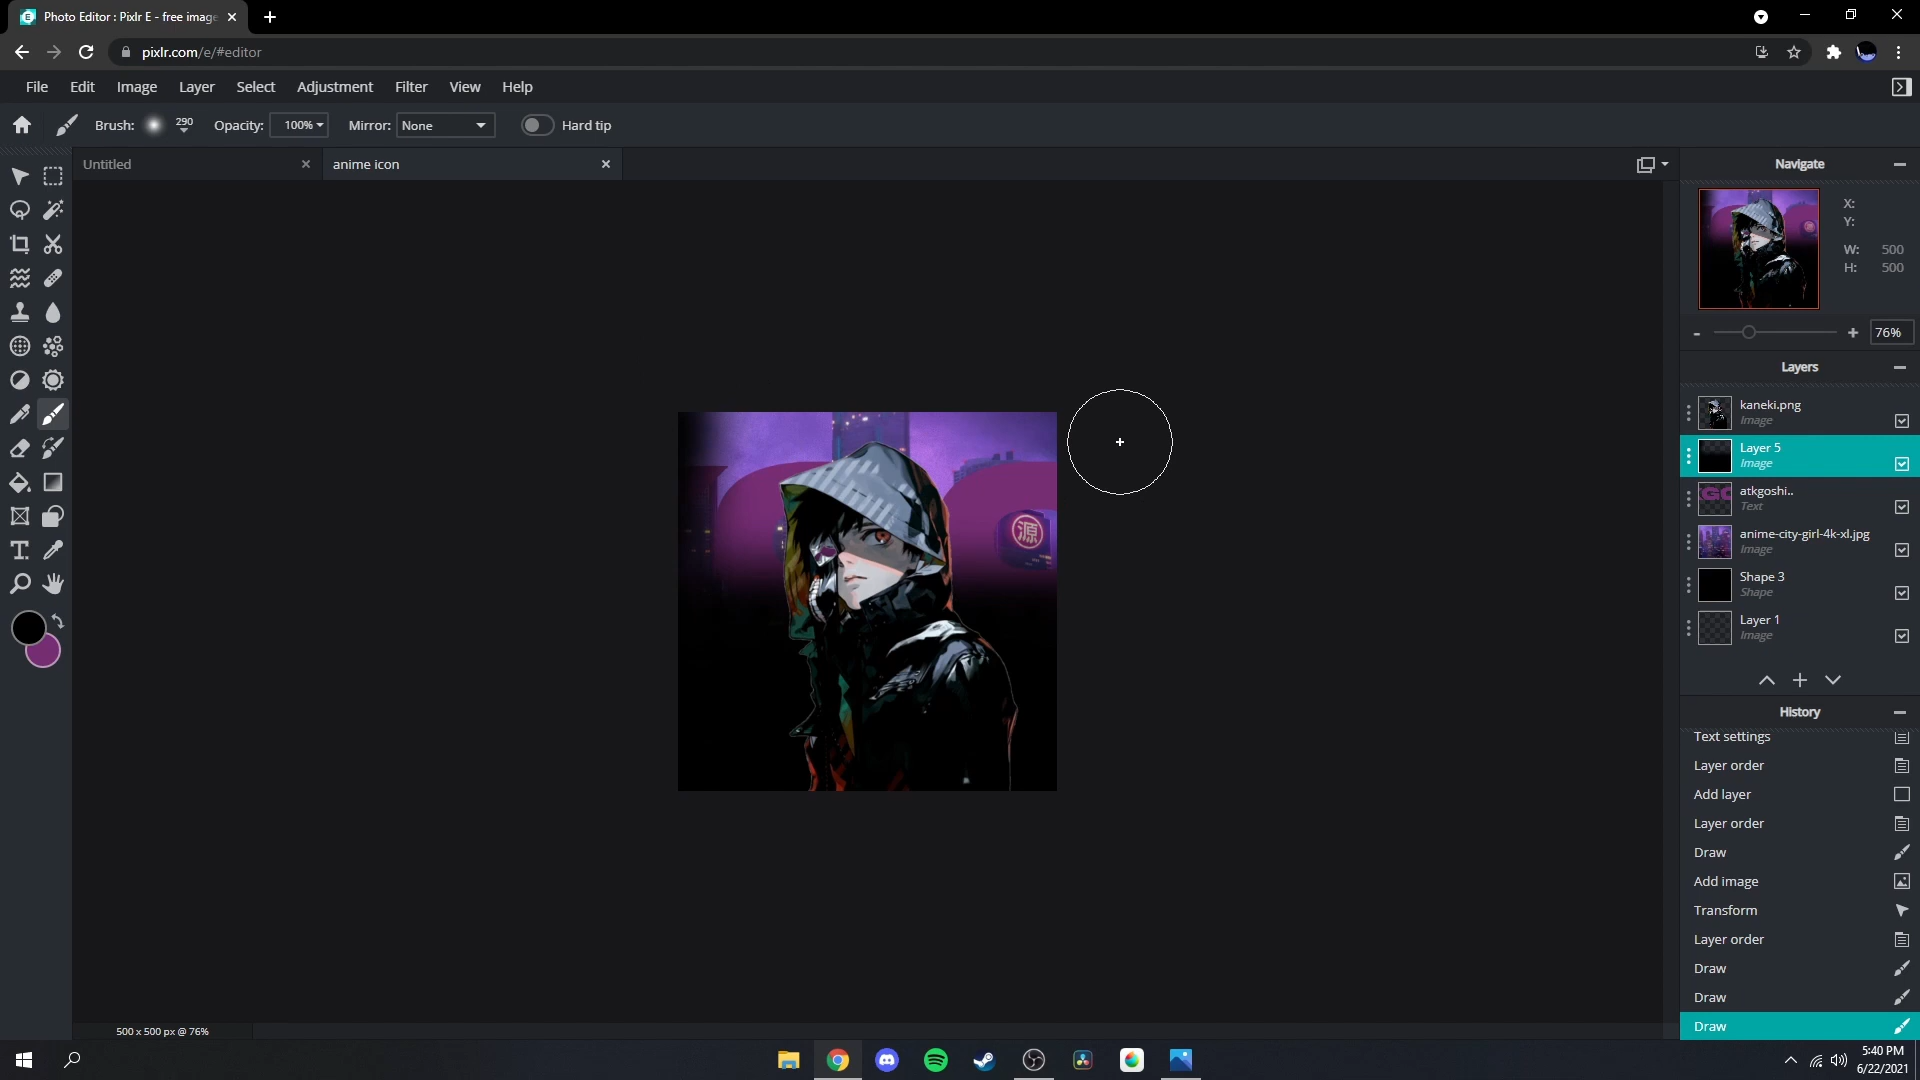 Photo Editor : Pixlr E - free image
pixlr.com/e/#editor
File Edit Image Layer Select Adjustment Filter View Help
Brush: 290 Opacity: 100% Mirror: None Hard tip
Untitled
anime icon
Navigate
X:
Y:
W: 500
H: 500
- + 76%
Layers
kaneki.png
Image
Layer 5
Image
atkgoshi..
Text
anime-city-girl-4k-xl.jpg
Image
Shape 3
Shape
Layer 1
Image
源
History
Text settings
Layer order
Add layer
Layer order
Draw
Add image
Transform
Layer order
Draw
Draw
Draw
500 x 500 px @ 76%
5:40 PM
6/22/2021